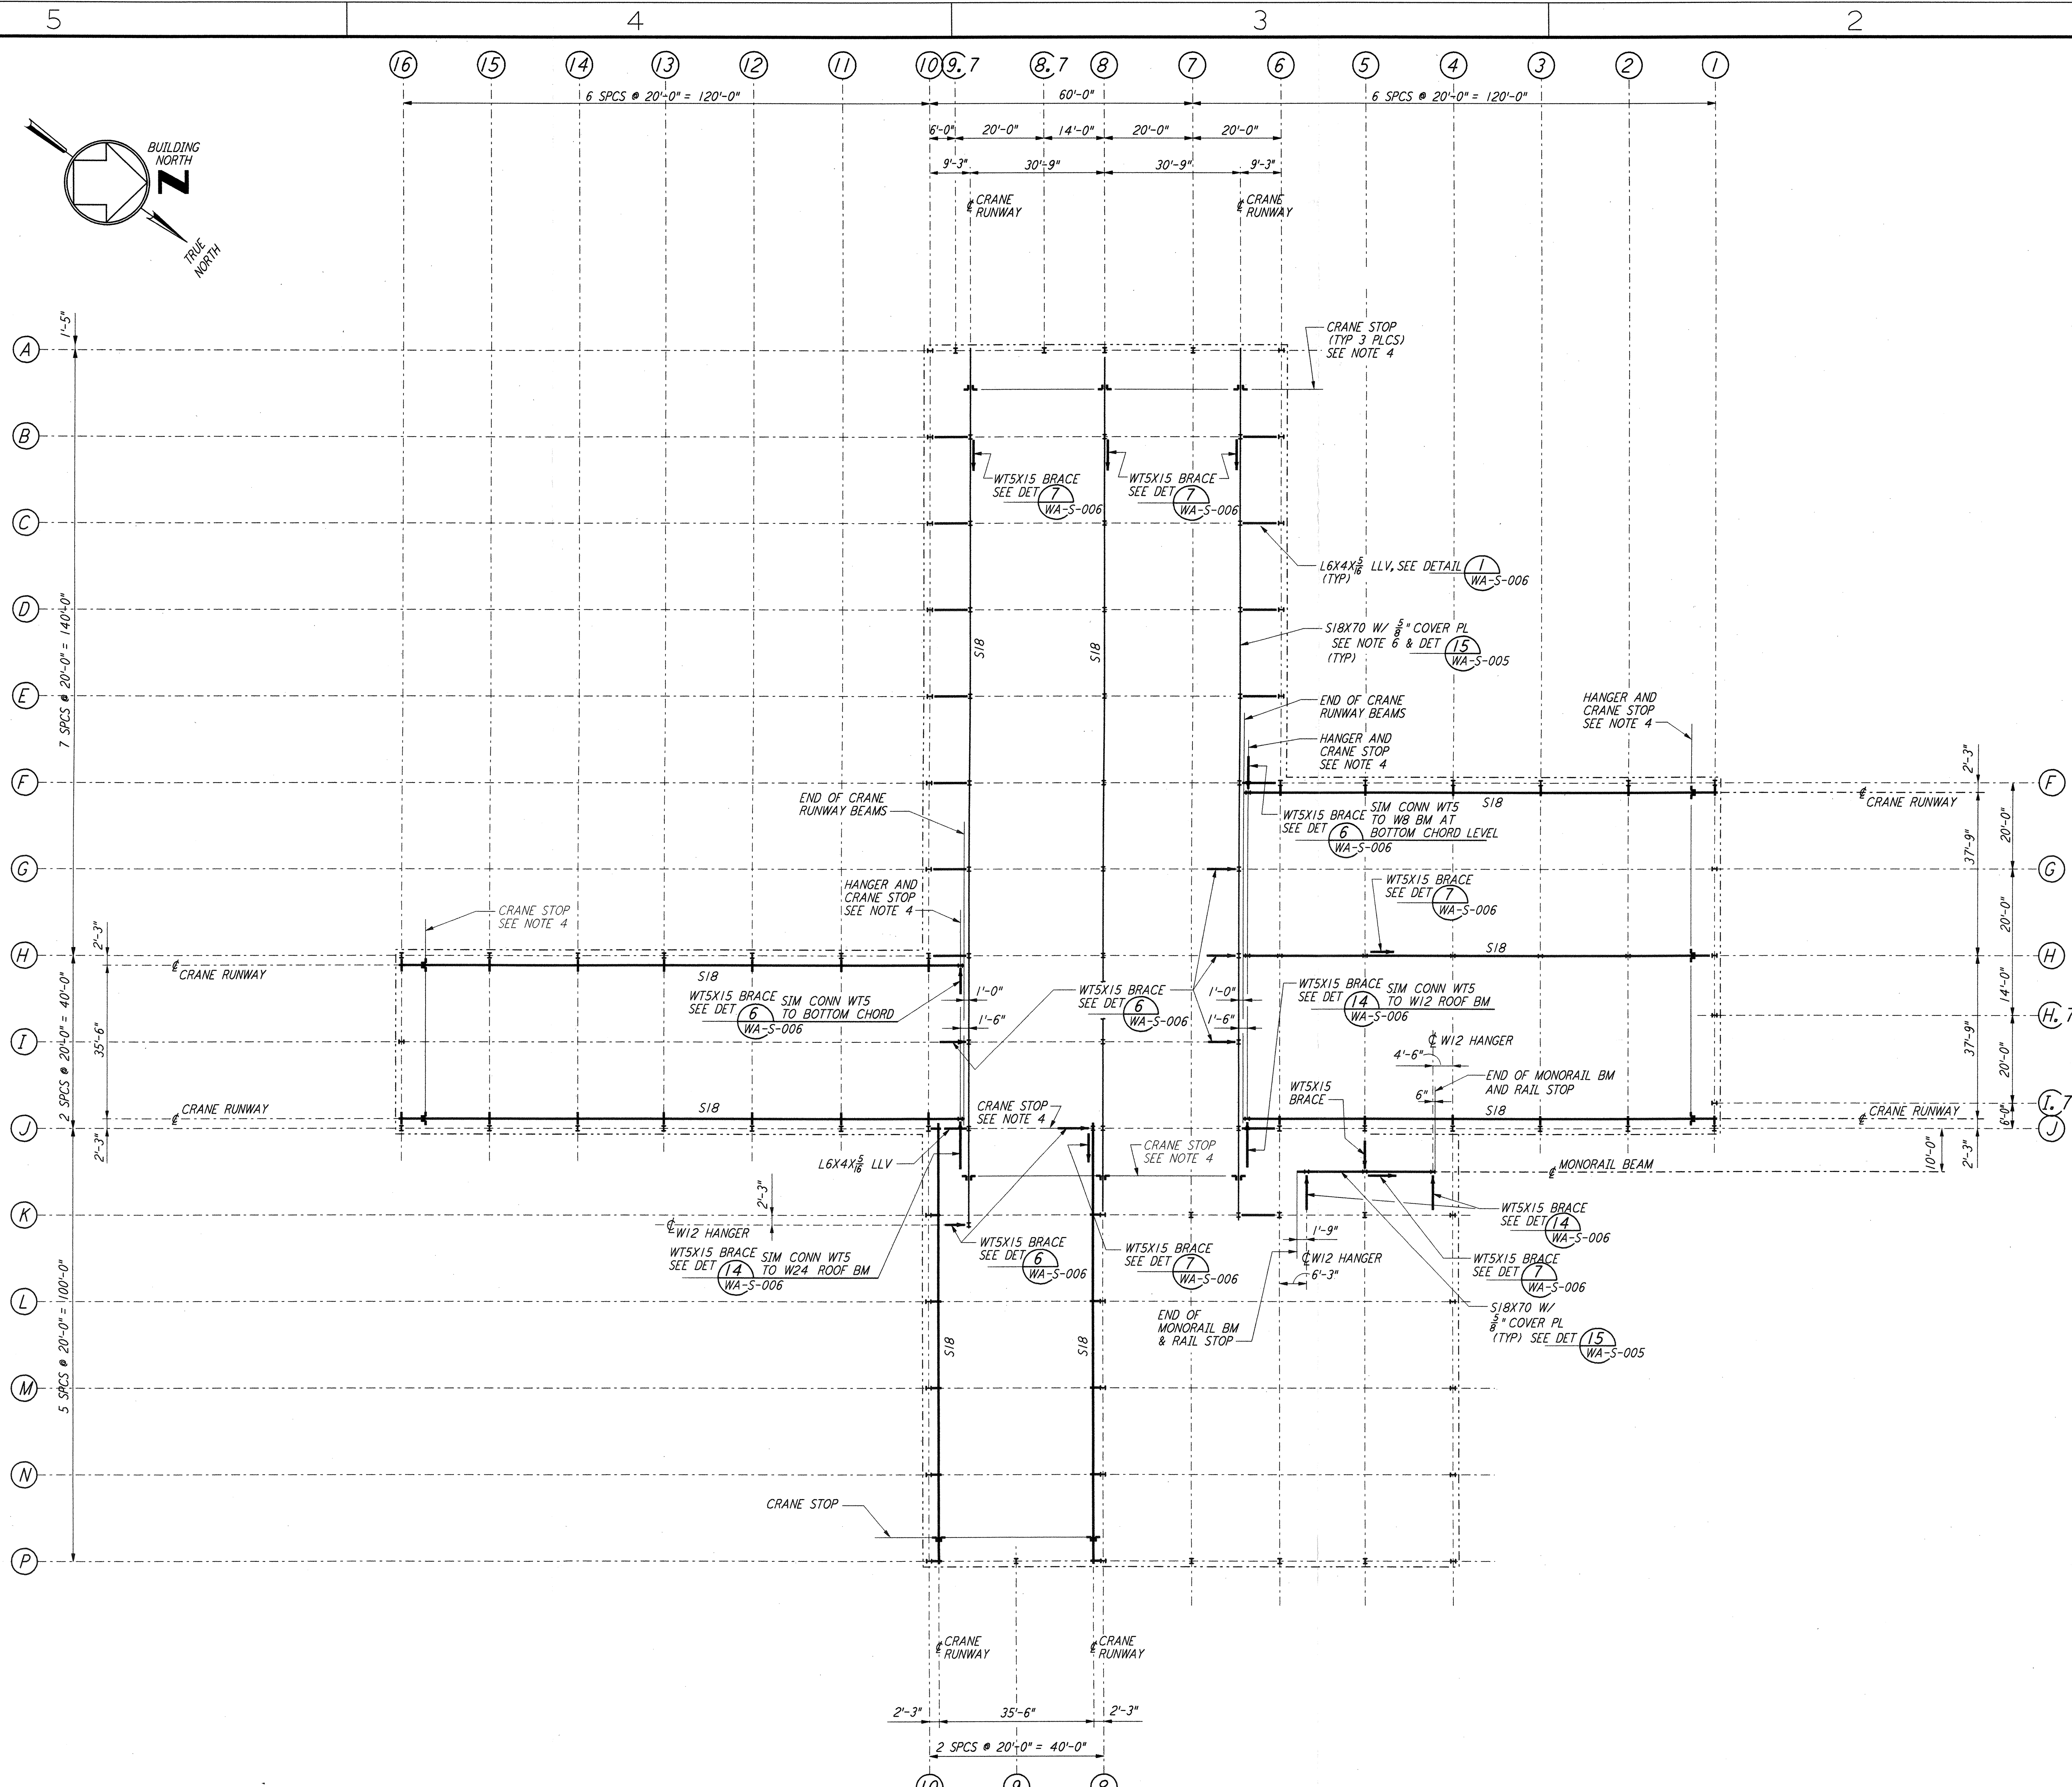 5 4 3 2
16 15 14 13 12 11 10 9.7 8.7 8 7 6 5 4 3 2 1
6 SPCS @ 20'-0" = 120'-0"
60'-0"
6 SPCS @ 20'-0" = 120'-0"
6'-0" 20'-0" 14'-0" 20'-0" 20'-0"
9'-3" 30'-9" 30'-9" 9'-3"
BUILDING
NORTH
N
TRUE
NORTH
℄ CRANE
RUNWAY
℄ CRANE
RUNWAY
1'-5"
A
CRANE STOP
(TYP 3 PLCS)
SEE NOTE 4
B
WT5X15 BRACE
SEE DET 7
WA-S-006
WT5X15 BRACE
SEE DET 7
WA-S-006
C
L6X4X5/16 LLV, SEE DETAIL 1
(TYP) WA-S-006
D
7 SPCS @ 20'-0" = 140'-0"
S18
S18
S18X70 W/ 5/8" COVER PL
SEE NOTE 6 & DET 15
(TYP) WA-S-005
E
END OF CRANE
RUNWAY BEAMS
HANGER AND
CRANE STOP
SEE NOTE 4
HANGER AND
CRANE STOP
SEE NOTE 4
F
F
2'-3"
S18
℄ CRANE RUNWAY
END OF CRANE
RUNWAY BEAMS
WT5X15 BRACE SIM CONN WT5
SEE DET 6 TO W8 BM AT
BOTTOM CHORD LEVEL
WA-S-006
20'-0"
37'-9"
G
G
HANGER AND
CRANE STOP
SEE NOTE 4
WT5X15 BRACE
SEE DET 7
WA-S-006
CRANE STOP
SEE NOTE 4
20'-0"
2'-3"
H
H
S18
℄ CRANE RUNWAY
S18
WT5X15 BRACE SIM CONN WT5
SEE DET 6 TO BOTTOM CHORD
WA-S-006
1'-0"
1'-6"
WT5X15 BRACE
SEE DET 6
WA-S-006
1'-0"
1'-6"
WT5X15 BRACE SIM CONN WT5
SEE DET 14 TO W12 ROOF BM
WA-S-006
14'-0"
H.7
2 SPCS @ 20'-0" = 40'-0"
35'-6"
I
℄ W12 HANGER
4'-6"
37'-9"
20'-0"
END OF MONORAIL BM
AND RAIL STOP
WT5X15
BRACE
6"
I.7
℄ CRANE RUNWAY
S18
CRANE STOP
SEE NOTE 4
S18
℄ CRANE RUNWAY
6'-0"
J
J
2'-3"
L6X4X5/16 LLV
CRANE STOP
SEE NOTE 4
℄ MONORAIL BEAM
10'-0"
2'-3"
K
2'-3"
℄ W12 HANGER
WT5X15 BRACE SIM CONN WT5
SEE DET 14 TO W24 ROOF BM
WA-S-006
WT5X15 BRACE
SEE DET 6
WA-S-006
WT5X15 BRACE
SEE DET 7
WA-S-006
1'-9"
℄ W12 HANGER
6'-3"
WT5X15 BRACE
SEE DET 14
WA-S-006
WT5X15 BRACE
SEE DET 7
WA-S-006
L
5 SPCS @ 20'-0" = 100'-0"
END OF
MONORAIL BM
& RAIL STOP
S18X70 W/
5/8" COVER PL
(TYP) SEE DET 15
WA-S-005
S18
S18
M
N
CRANE STOP
P
℄ CRANE
RUNWAY
℄ CRANE
RUNWAY
2'-3" 35'-6" 2'-3"
2 SPCS @ 20'-0" = 40'-0"
10 9 8